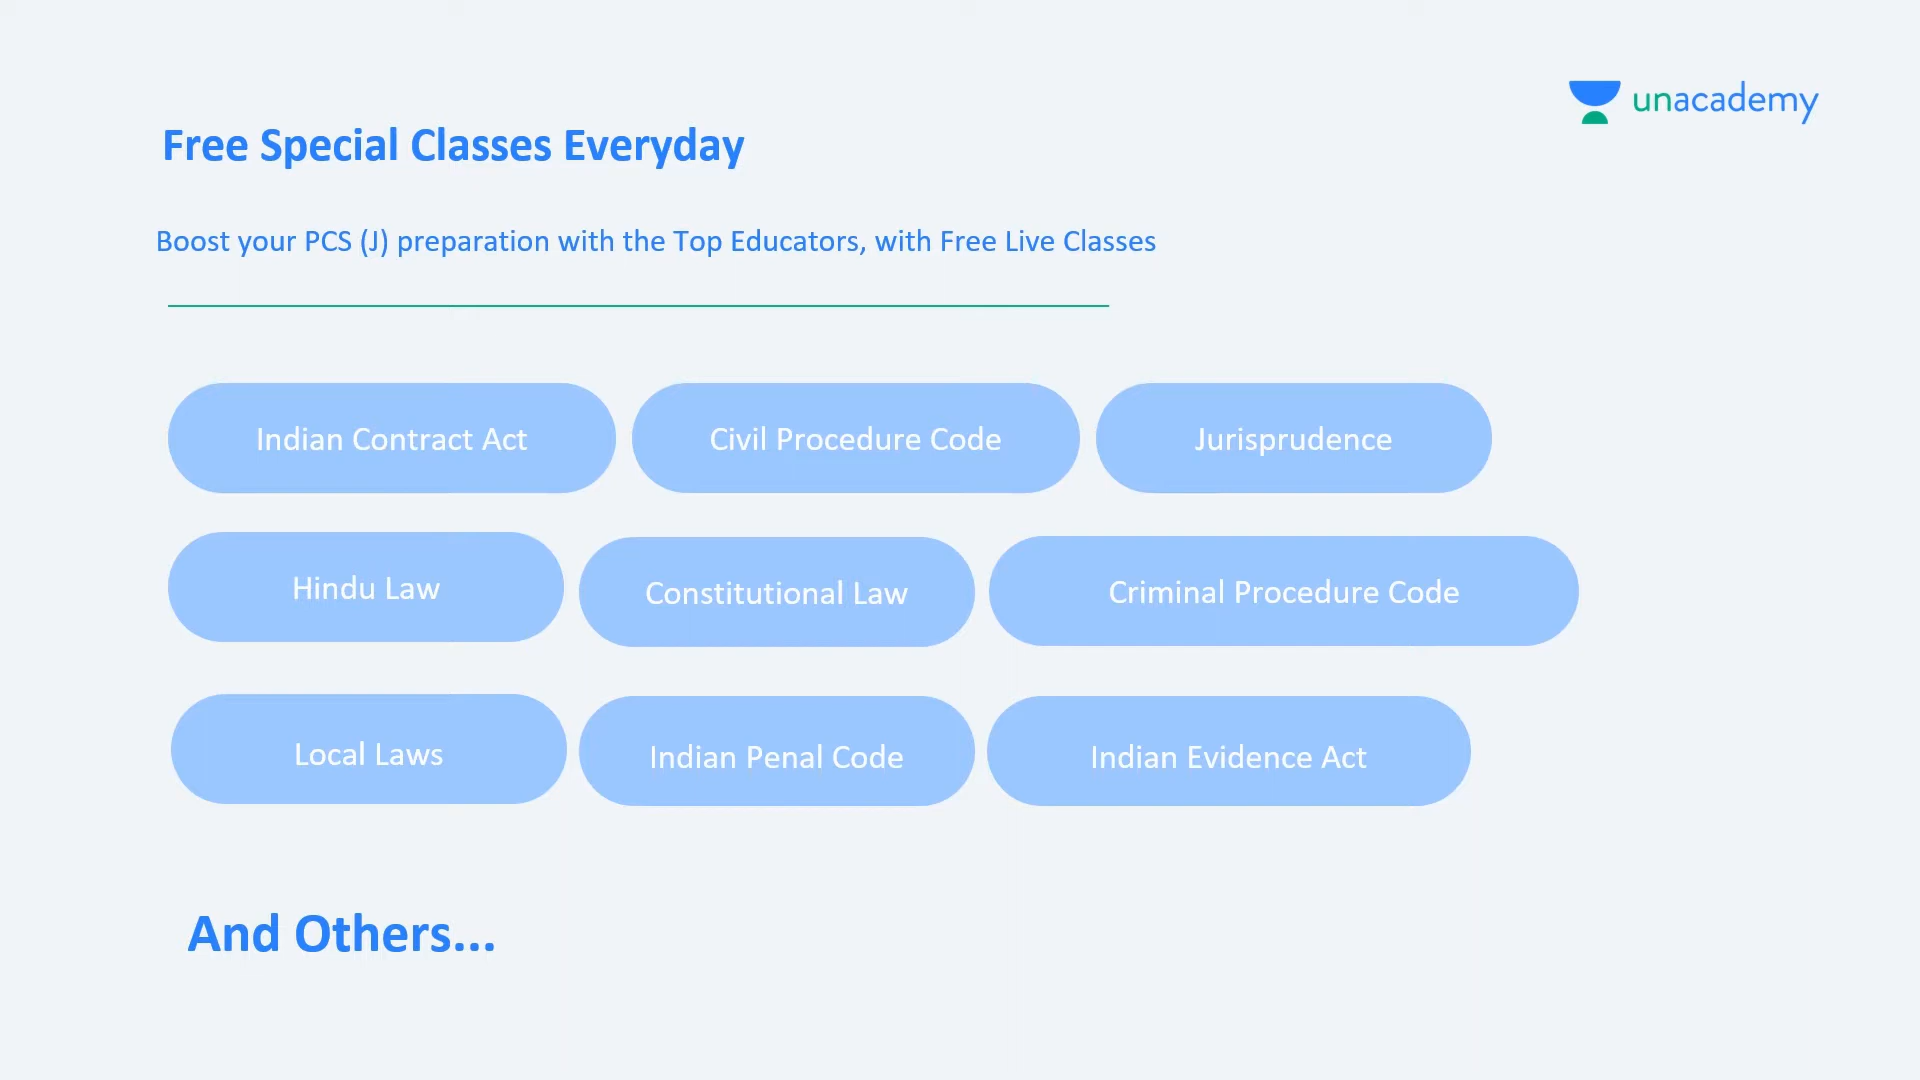 unacademy
Free Special Classes Everyday
Boost your PCS (J) preparation with the Top Educators, with Free Live Classes
Indian Contract Act
Civil Procedure Code
Jurisprudence
Hindu Law
Constitutional Law
Criminal Procedure Code
Local Laws
Indian Penal Code
Indian Evidence Act
And Others...